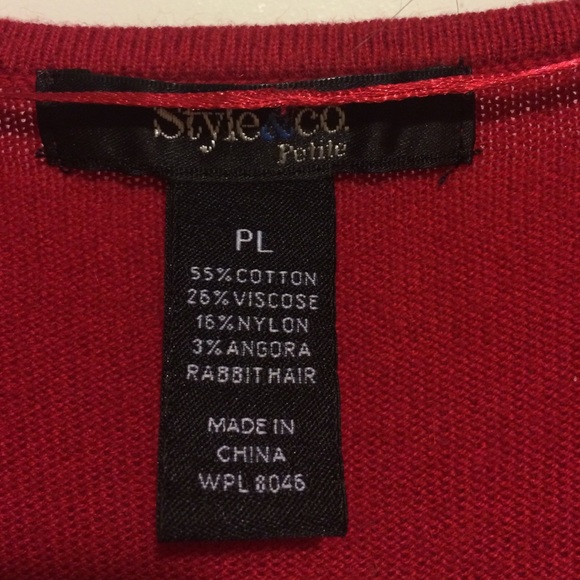 Style&co.
Petite
PL
55% COTTON
26% VISCOSE
16% NYLON
3% ANGORA
RABBIT HAIR
MADE IN
CHINA
WPL 8046